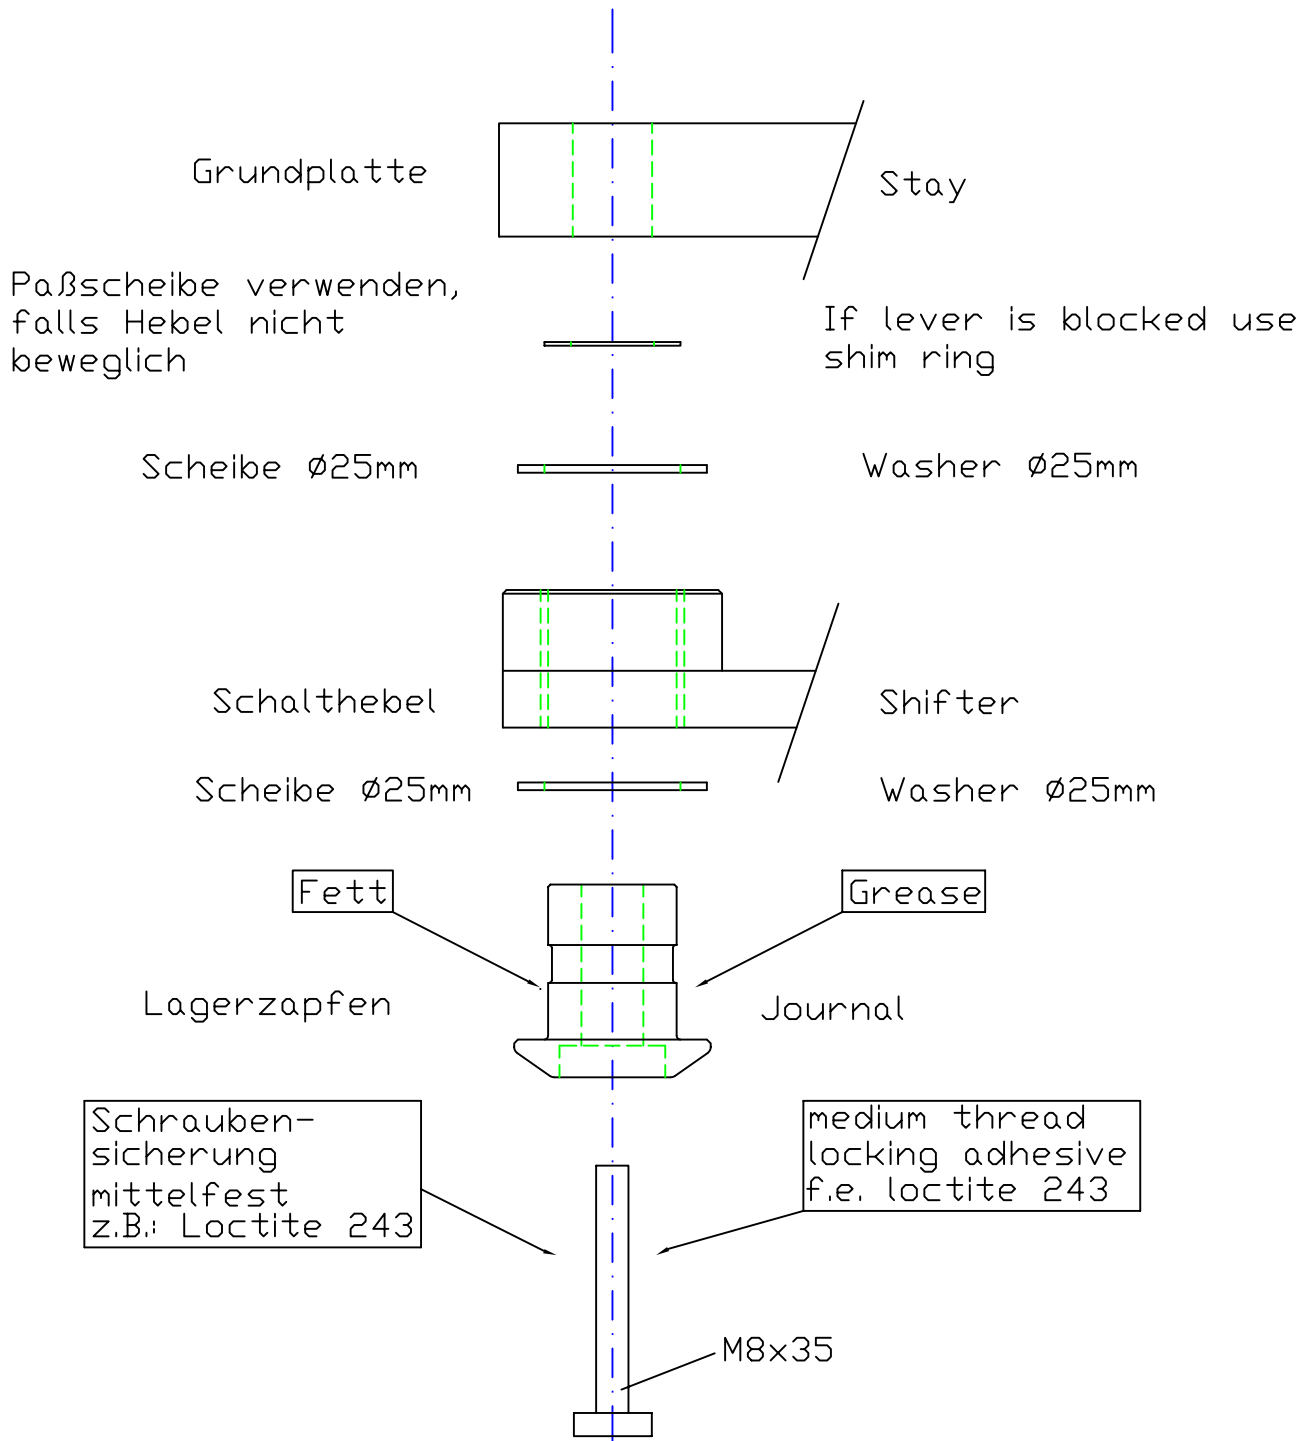 Grundplatte
Stay
Paßscheibe verwenden,
falls Hebel nicht
beweglich
If lever is blocked use
shim ring
Scheibe Ø25mm
Washer Ø25mm
Schalthebel
Shifter
Scheibe Ø25mm
Washer Ø25mm
Fett
Grease
Lagerzapfen
Journal
Schrauben-
sicherung
mittelfest
z.B.: Loctite 243
medium thread
locking adhesive
f.e. loctite 243
M8x35